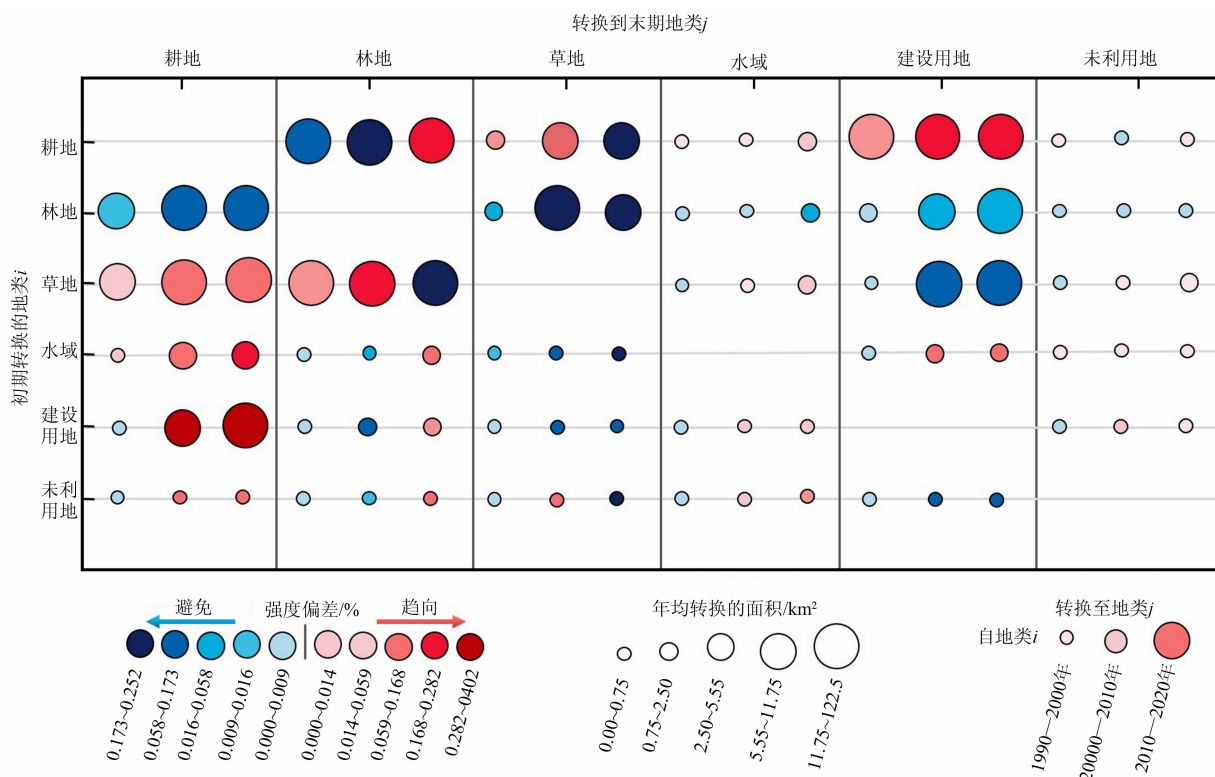 转换到末期地类j
耕地
林地
草地
水域
建设用地
未利用地
初期转换的地类i
耕地
林地
草地
水域
建设
用地
未利
用地
避免
强度偏差/%
趋向
0.173~0.252
0.058~0.173
0.016~0.058
0.009~0.016
0.000~0.009
0.000~0.014
0.014~0.059
0.059~0.168
0.168~0.282
0.282~0402
年均转换的面积/km²
0.00~0.75
0.75~2.50
2.50~5.55
5.55~11.75
11.75~122.5
转换至地类j
自地类i
1990—2000年
20000—2010年
2010—2020年